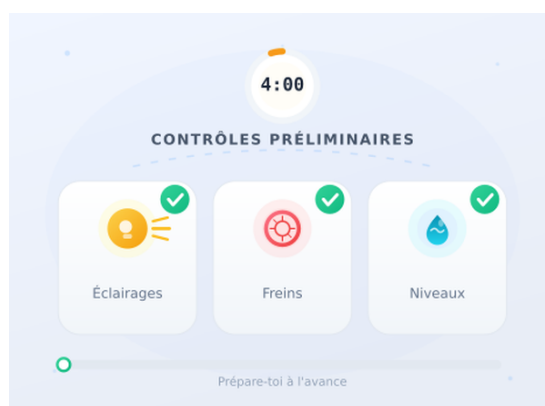 4:00
CONTRÔLES PRÉLIMINAIRES
Éclairages
Freins
Niveaux
Prépare-toi à l'avance